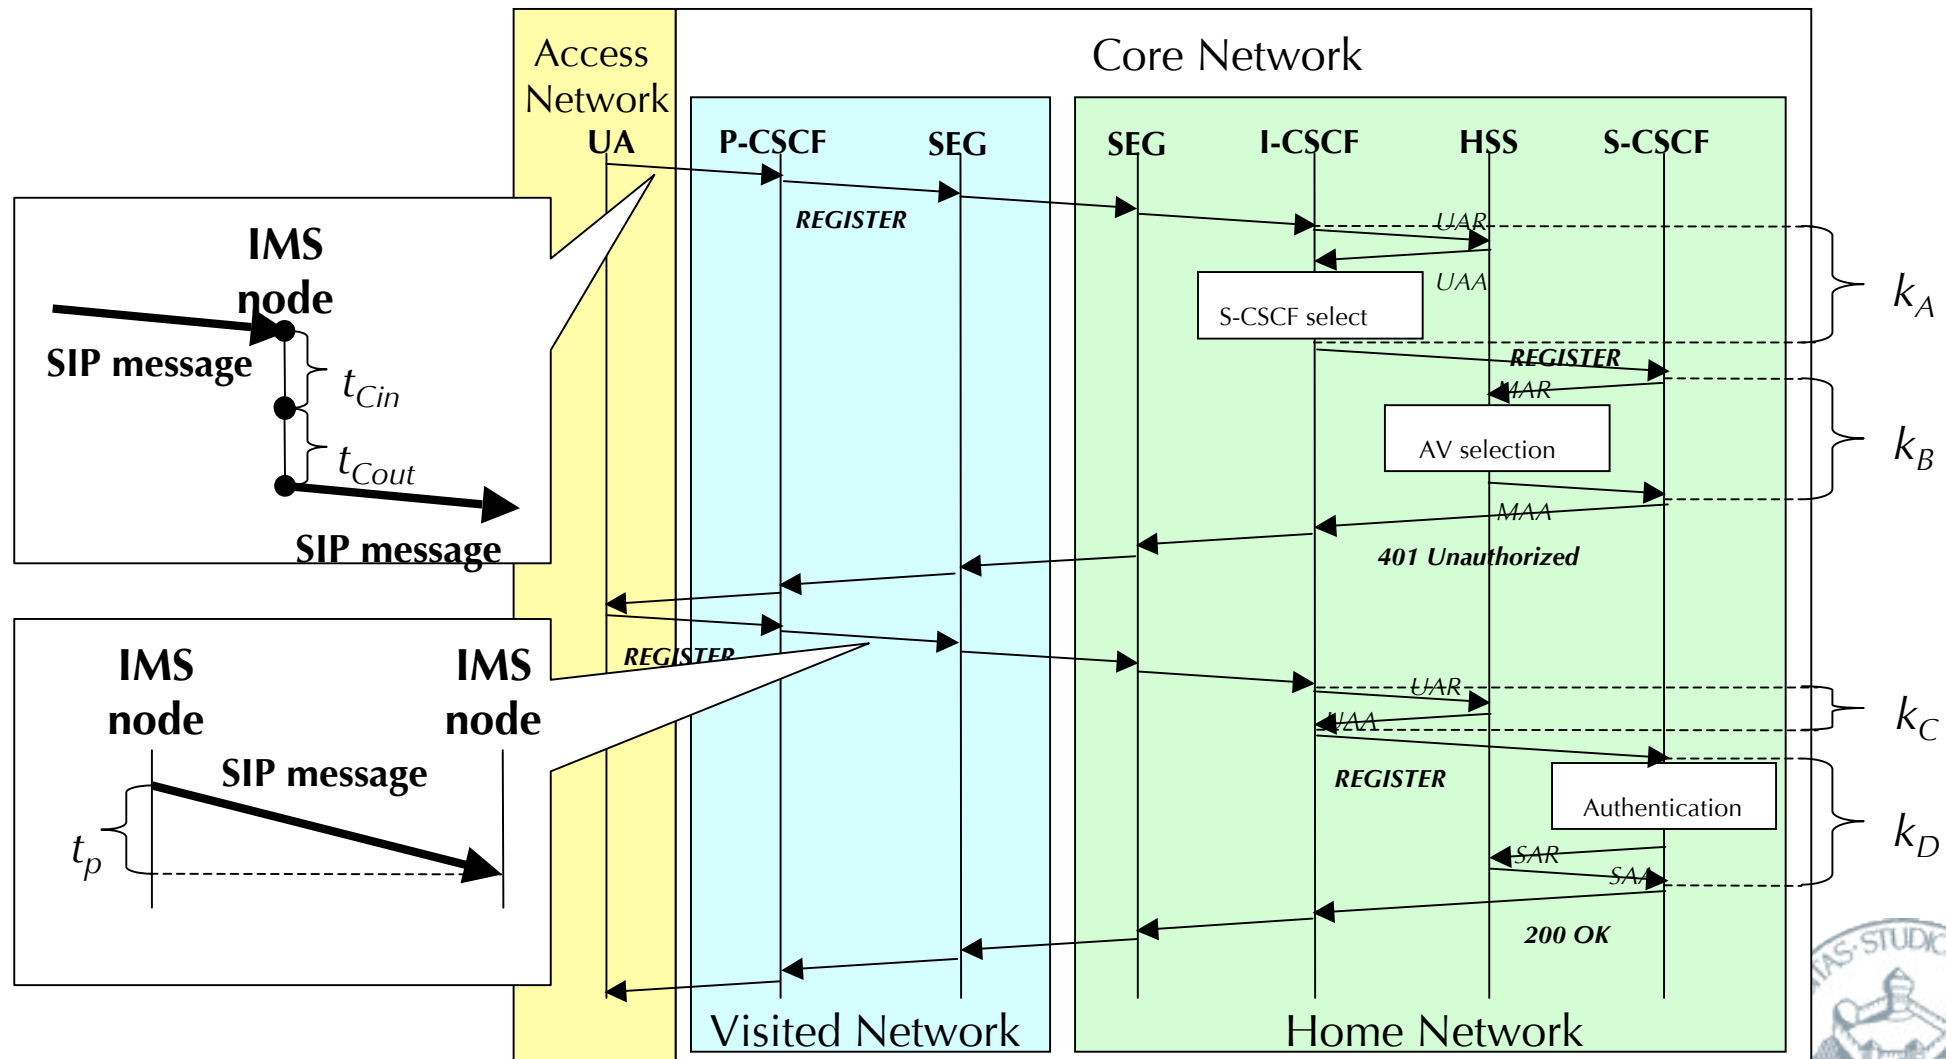 Access
Network
Core Network
UA
P-CSCF
SEG
SEG
I-CSCF
HSS
S-CSCF
REGISTER
UAR
UAA
S-CSCF select
k_A
REGISTER
MAR
AV selection
k_B
MAA
401 Unauthorized
IMS
node
SIP message
t_Cin
t_Cout
SIP message
REGISTER
UAR
UAA
k_C
REGISTER
Authentication
k_D
SAR
SAA
200 OK
IMS
node
IMS
node
SIP message
t_p
Visited Network
Home Network